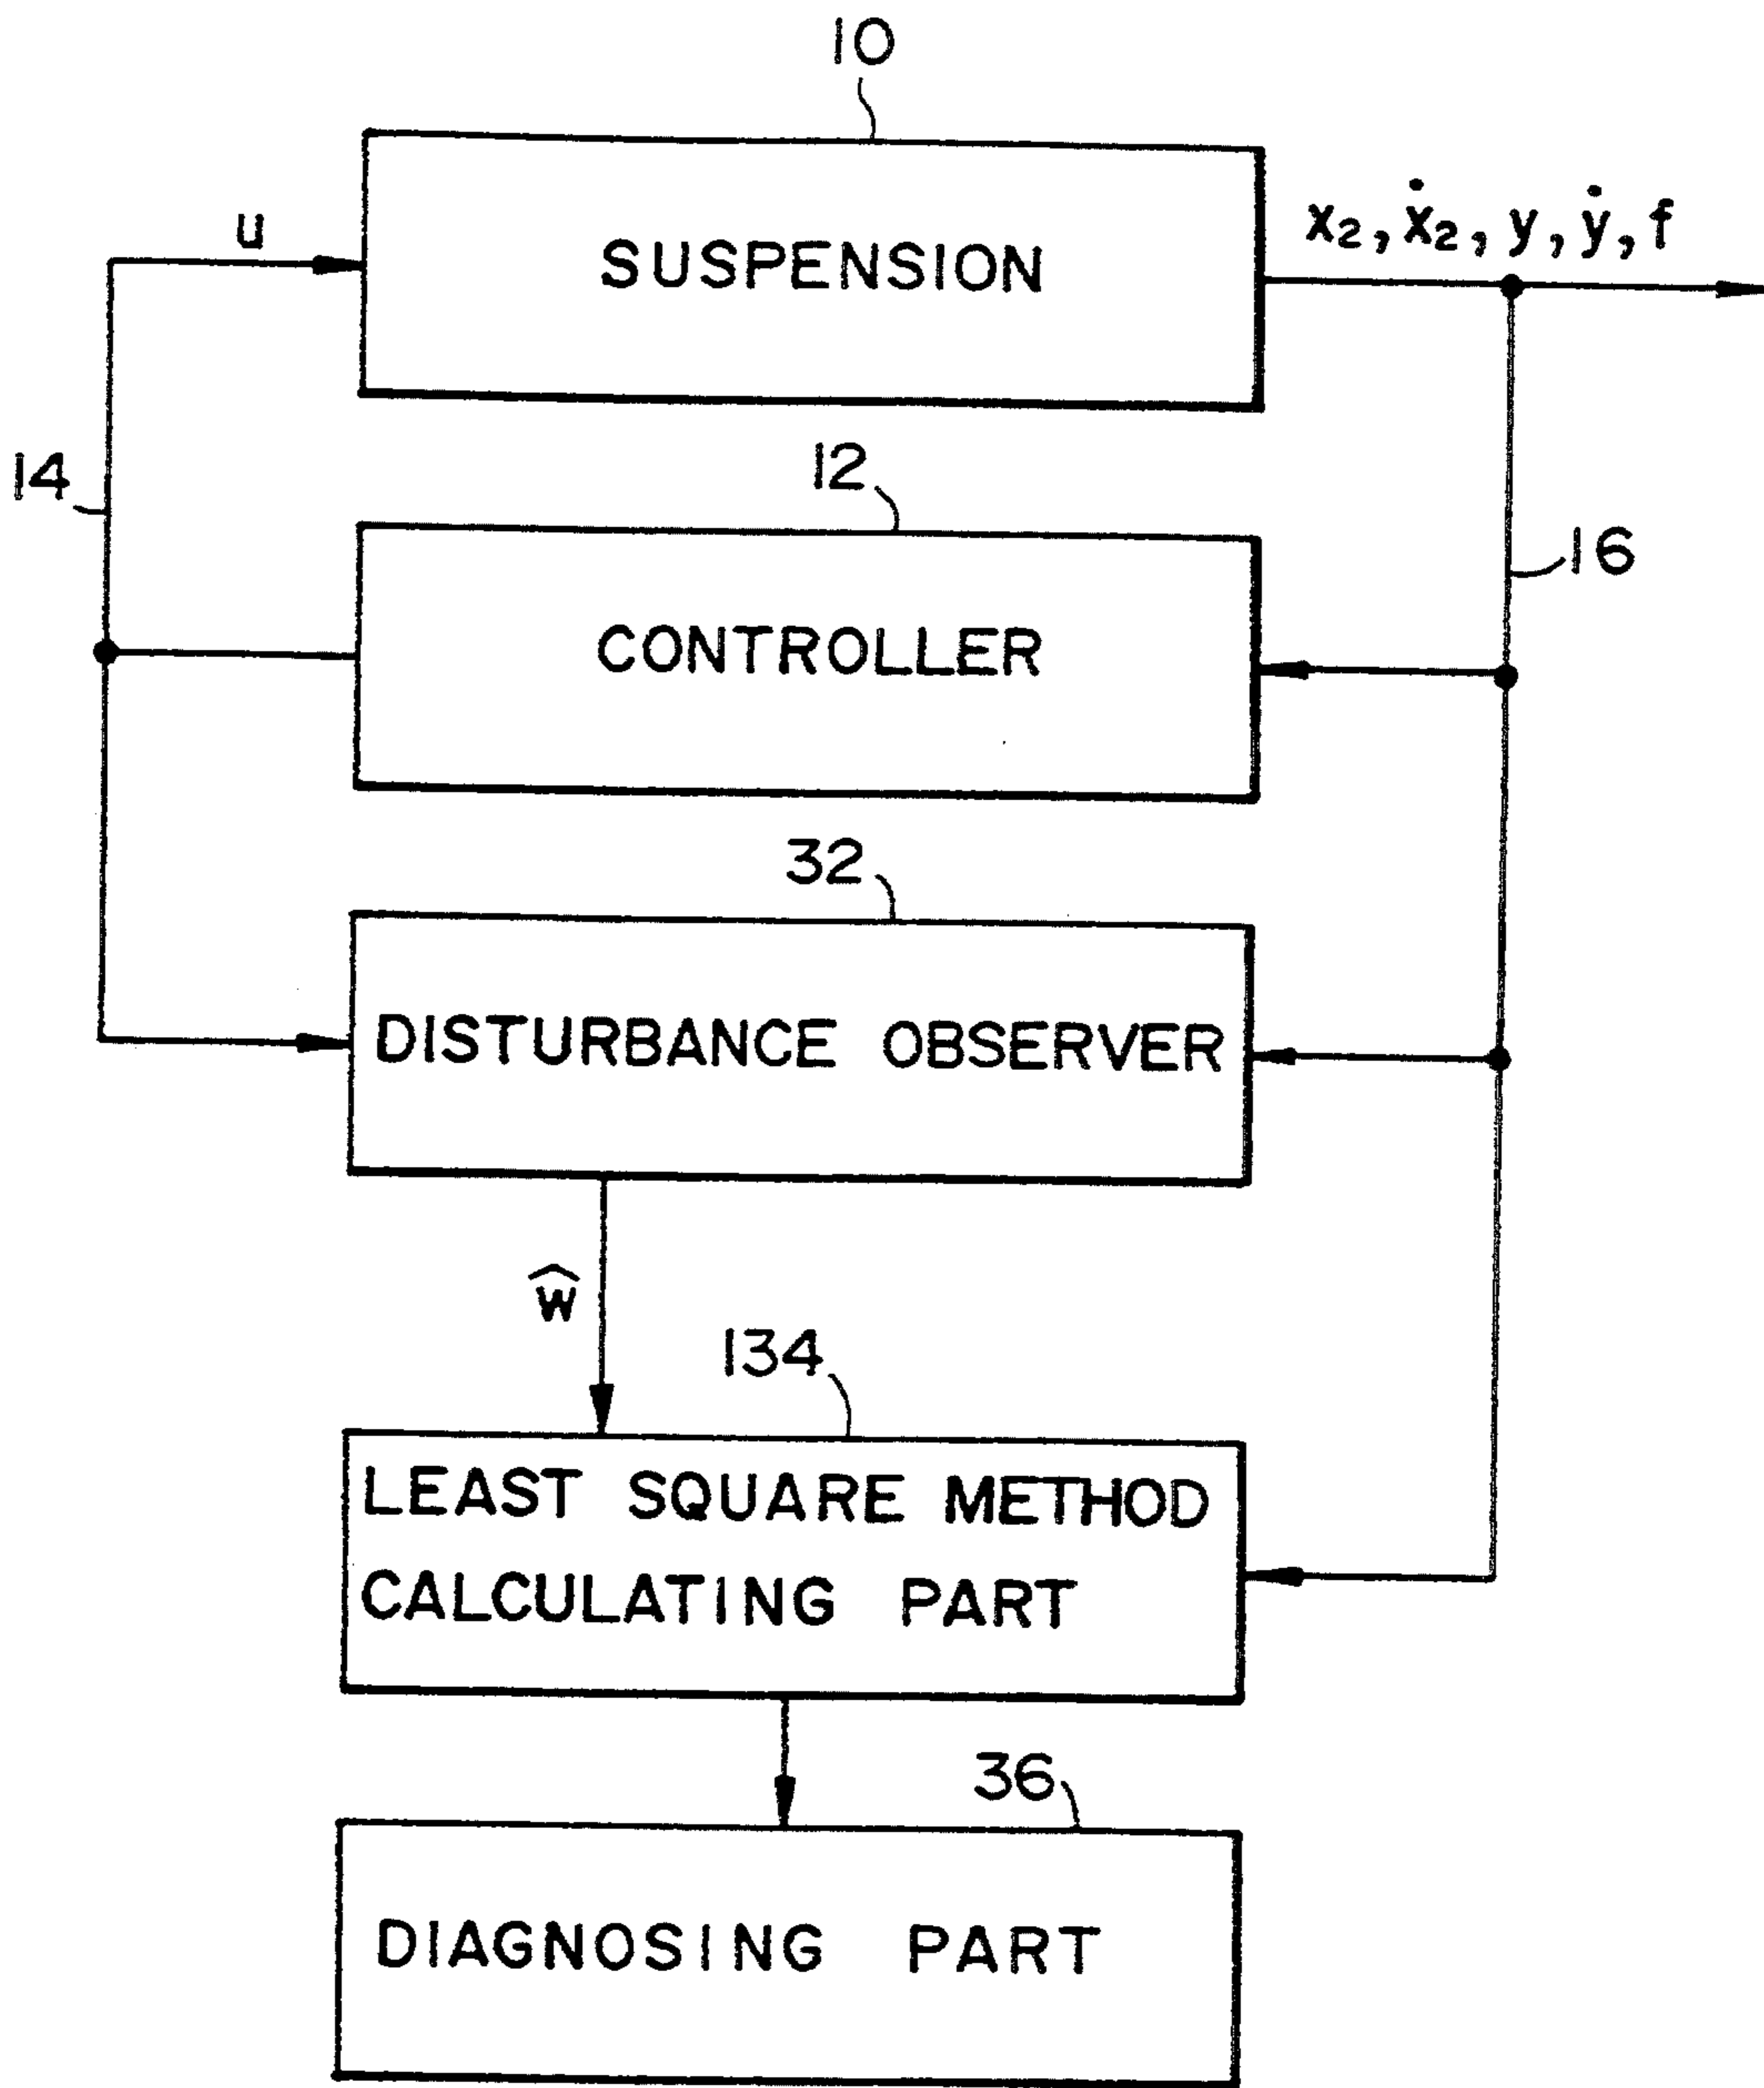 10
u
SUSPENSION
x₂, ẋ₂, y, ẏ, f
14
12
CONTROLLER
16
32
DISTURBANCE OBSERVER
ŵ
134
LEAST SQUARE METHOD
CALCULATING PART
36
DIAGNOSING PART